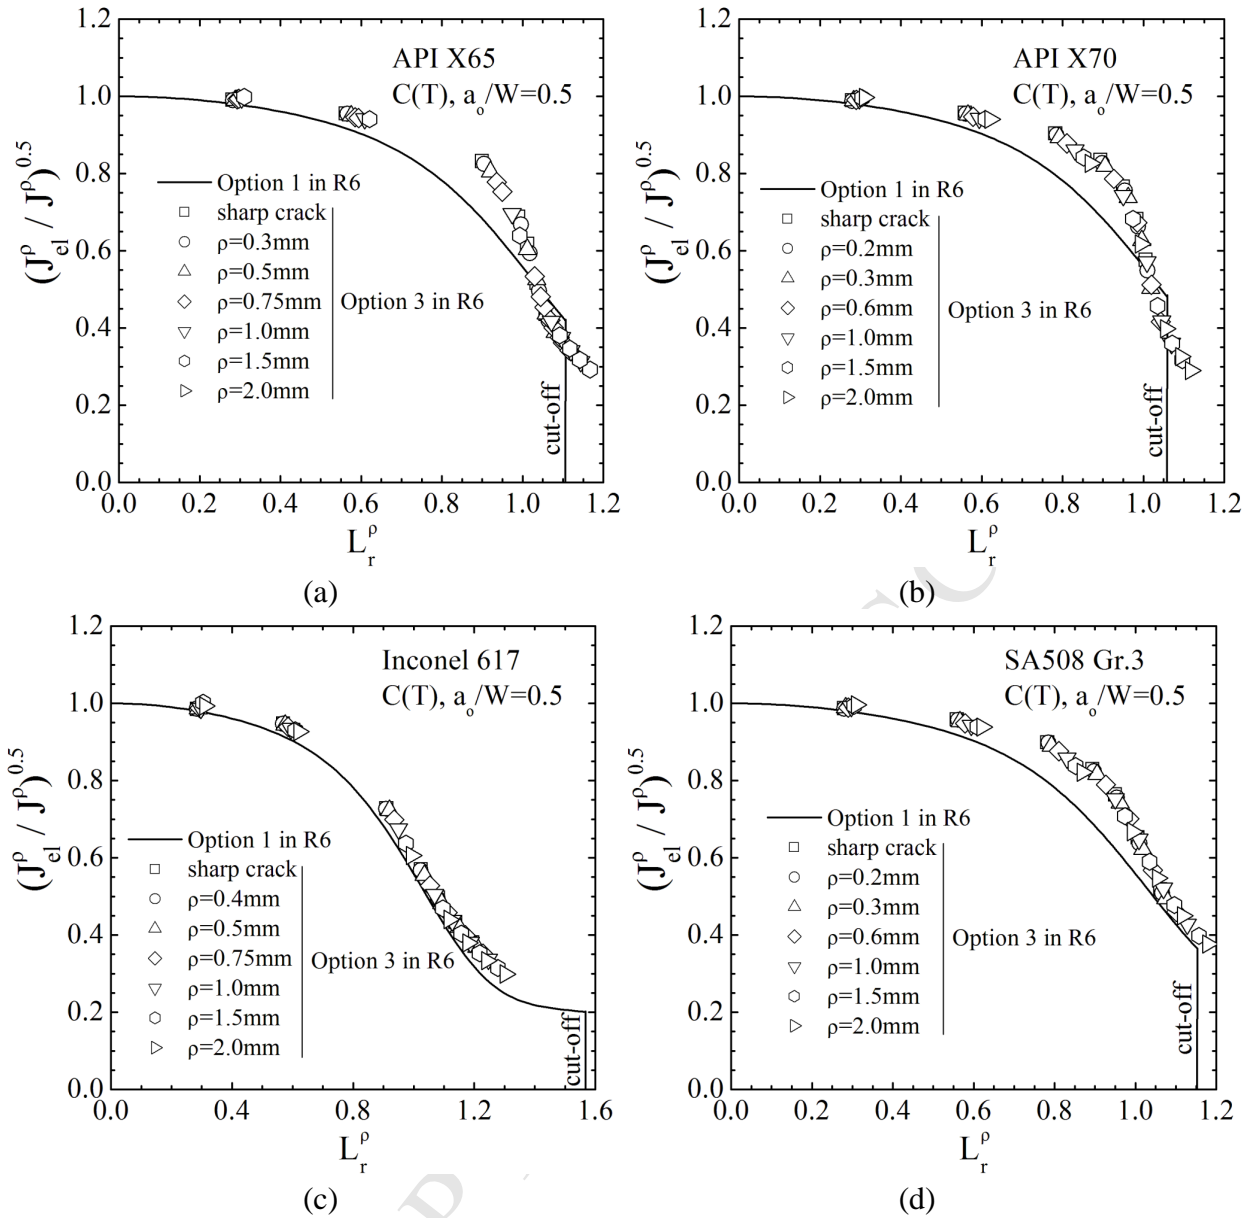 API X65
C(T), a_o/W=0.5
(J_el^ρ / J^ρ)^0.5
1.2
1.0
0.8
0.6
0.4
0.2
0.0
Option 1 in R6
sharp crack
ρ=0.3mm
ρ=0.5mm
ρ=0.75mm
ρ=1.0mm
ρ=1.5mm
ρ=2.0mm
Option 3 in R6
cut-off
0.0 0.2 0.4 0.6 0.8 1.0 1.2
L_r^ρ
(a)
API X70
C(T), a_o/W=0.5
(J_el^ρ / J^ρ)^0.5
1.2
1.0
0.8
0.6
0.4
0.2
0.0
Option 1 in R6
sharp crack
ρ=0.2mm
ρ=0.3mm
ρ=0.6mm
ρ=1.0mm
ρ=1.5mm
ρ=2.0mm
Option 3 in R6
cut-off
0.0 0.2 0.4 0.6 0.8 1.0 1.2
L_r^ρ
(b)
Inconel 617
C(T), a_o/W=0.5
(J_el^ρ / J^ρ)^0.5
1.2
1.0
0.8
0.6
0.4
0.2
0.0
Option 1 in R6
sharp crack
ρ=0.4mm
ρ=0.5mm
ρ=0.75mm
ρ=1.0mm
ρ=1.5mm
ρ=2.0mm
Option 3 in R6
cut-off
0.0 0.4 0.8 1.2 1.6
L_r^ρ
(c)
SA508 Gr.3
C(T), a_o/W=0.5
(J_el^ρ / J^ρ)^0.5
1.2
1.0
0.8
0.6
0.4
0.2
0.0
Option 1 in R6
sharp crack
ρ=0.2mm
ρ=0.3mm
ρ=0.6mm
ρ=1.0mm
ρ=1.5mm
ρ=2.0mm
Option 3 in R6
cut-off
0.0 0.2 0.4 0.6 0.8 1.0 1.2
L_r^ρ
(d)